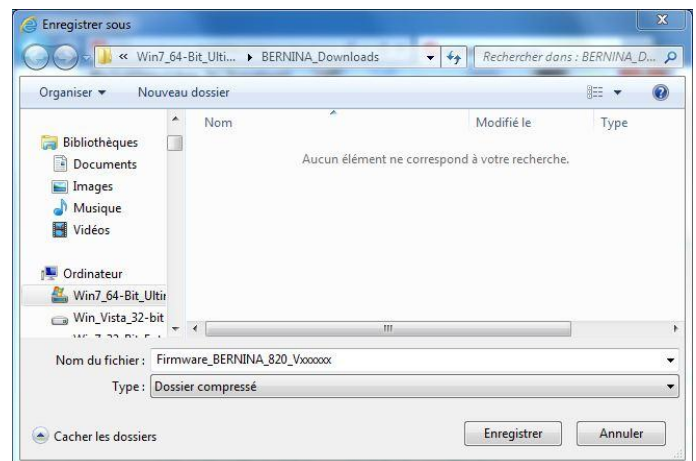 Enregistrer sous
« Win7_64-Bit_Ulti... ▸ BERNINA_Downloads
Rechercher dans : BERNINA_D...
Organiser ▾ Nouveau dossier
Nom Modifié le Type
Aucun élément ne correspond à votre recherche.
Bibliothèques
Documents
Images
Musique
Vidéos
Ordinateur
Win7_64-Bit_Ultir
Win_Vista_32-bit
Nom du fichier : Firmware_BERNINA_820_Vxxxxxx
Type : Dossier compressé
Cacher les dossiers
Enregistrer Annuler